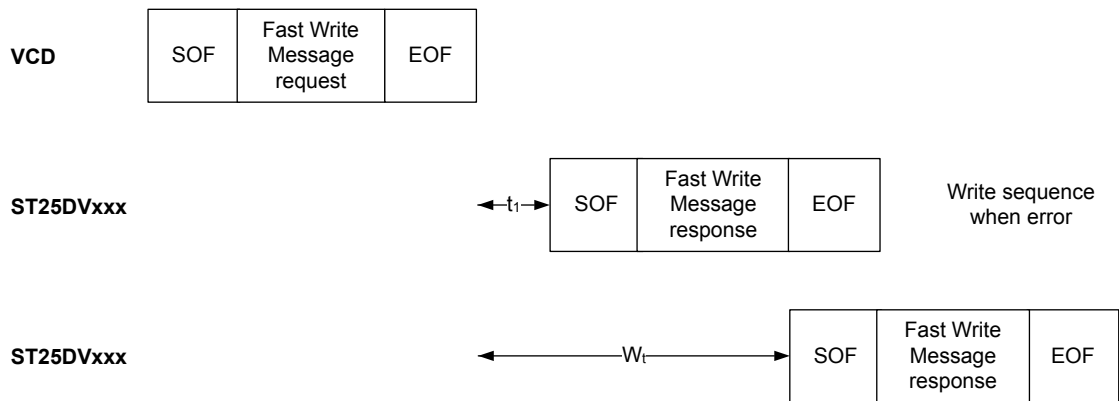 VCD
SOF
Fast Write
Message
request
EOF
ST25DVxxx
t1
SOF
Fast Write
Message
response
EOF
Write sequence
when error
ST25DVxxx
Wt
SOF
Fast Write
Message
response
EOF